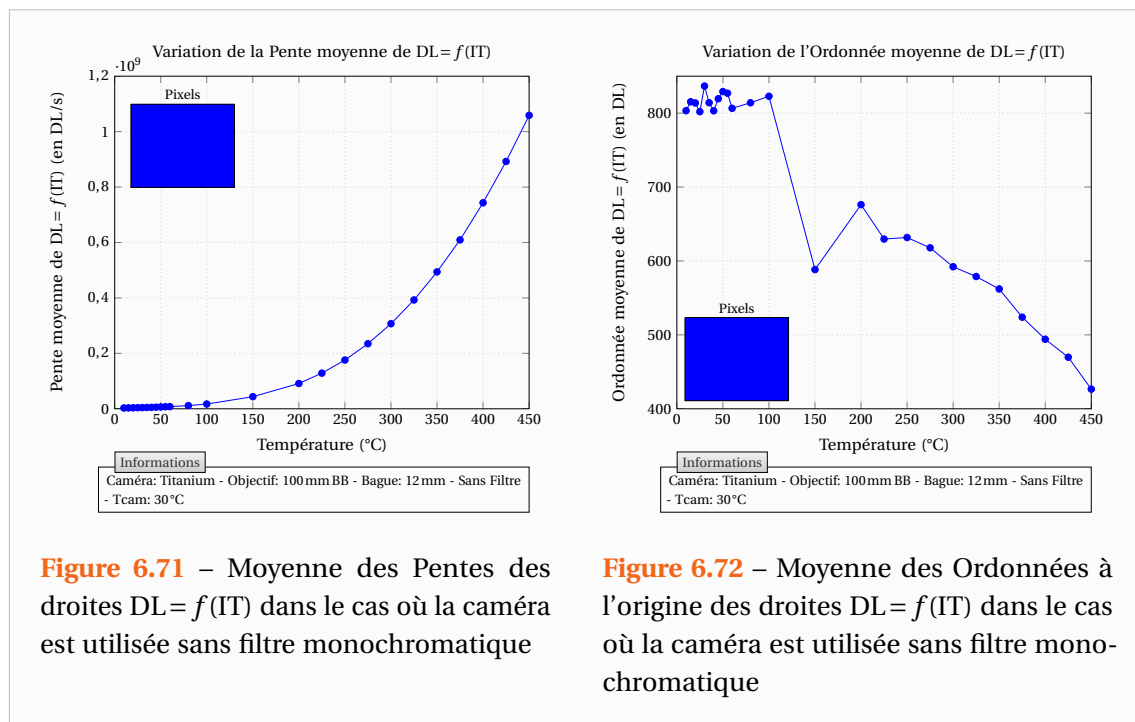 Variation de la Pente moyenne de DL = f(IT)
·10⁹
Pente moyenne de DL = f(IT) (en DL/s)
1,2
1
0,8
0,6
0,4
0,2
0
Pixels
0 50 100 150 200 250 300 350 400 450
Température (°C)
Informations
Caméra: Titanium - Objectif: 100 mm BB - Bague: 12 mm - Sans Filtre
- Tcam: 30 °C
Figure 6.71 – Moyenne des Pentes des
droites DL = f(IT) dans le cas où la caméra
est utilisée sans filtre monochromatique
Variation de l'Ordonnée moyenne de DL = f(IT)
Ordonnée moyenne de DL = f(IT) (en DL)
800
700
600
500
400
Pixels
0 50 100 150 200 250 300 350 400 450
Température (°C)
Informations
Caméra: Titanium - Objectif: 100 mm BB - Bague: 12 mm - Sans Filtre
- Tcam: 30 °C
Figure 6.72 – Moyenne des Ordonnées à
l'origine des droites DL = f(IT) dans le cas
où la caméra est utilisée sans filtre mono-
chromatique